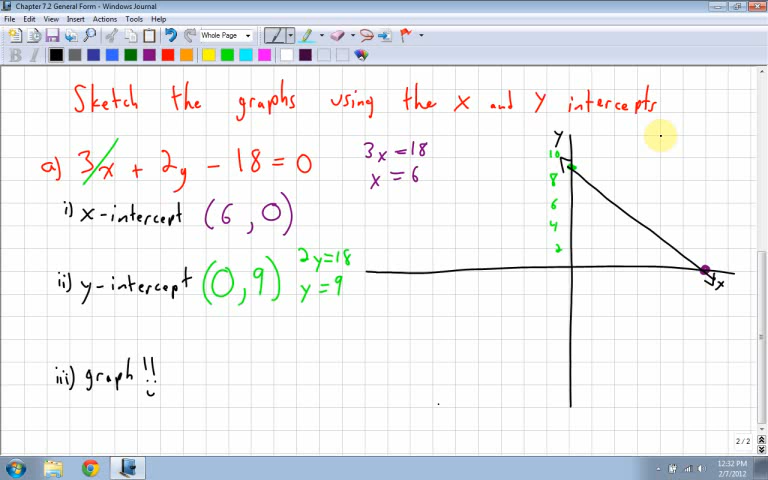 Chapter 7.2 General Form - Windows Journal
File Edit View Insert Actions Tools Help
Whole Page
B I
Sketch the graphs using the x and y intercepts
a) 3x + 2y - 18 = 0
3x = 18
x = 6
i) x-intercept (6, 0)
ii) y-intercept (0, 9)
2y = 18
y = 9
iii) graph !!
y
10
8
6
4
2
x
2 / 2
12:32 PM
2/7/2012